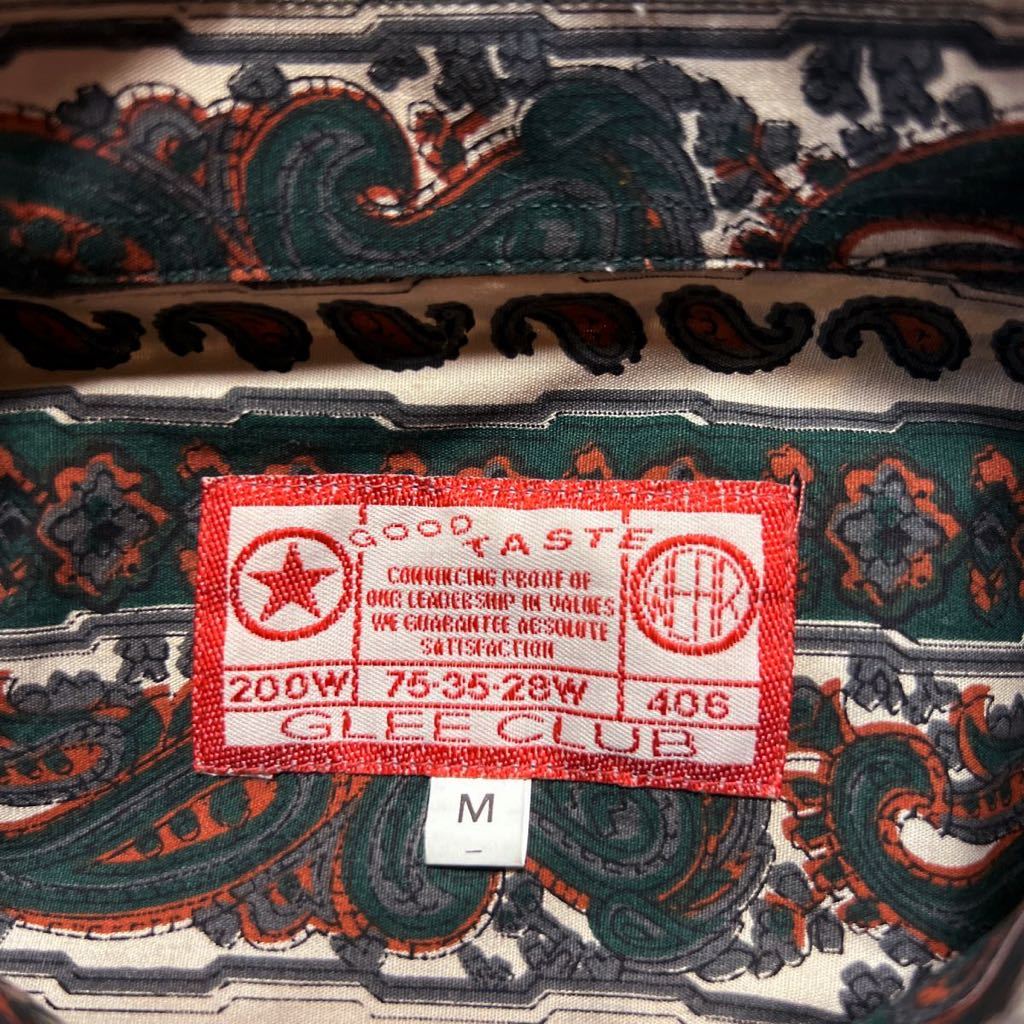 GOOD TASTE
CONVINCING PROOF OF
OUR LEADERSHIP IN VALUES
WE GUARANTEE ABSOLUTE
SATISFACTION
WEAR
200W 75-35-28W 406
GLEE CLUB
M